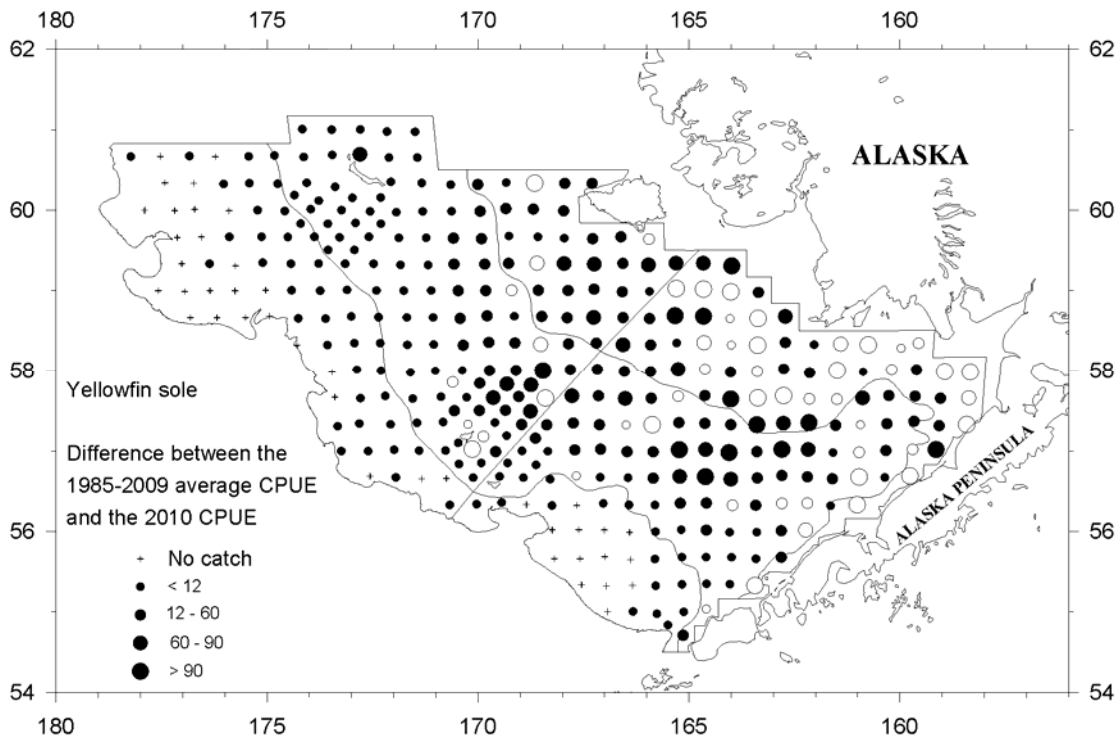 180 175 170 165 160
62 62
ALASKA
60 60
58 58
Yellowfin sole
Difference between the
1985-2009 average CPUE
and the 2010 CPUE
ALASKA PENINSULA
56 56
No catch
< 12
12 - 60
60 - 90
> 90
54 54
180 175 170 165 160